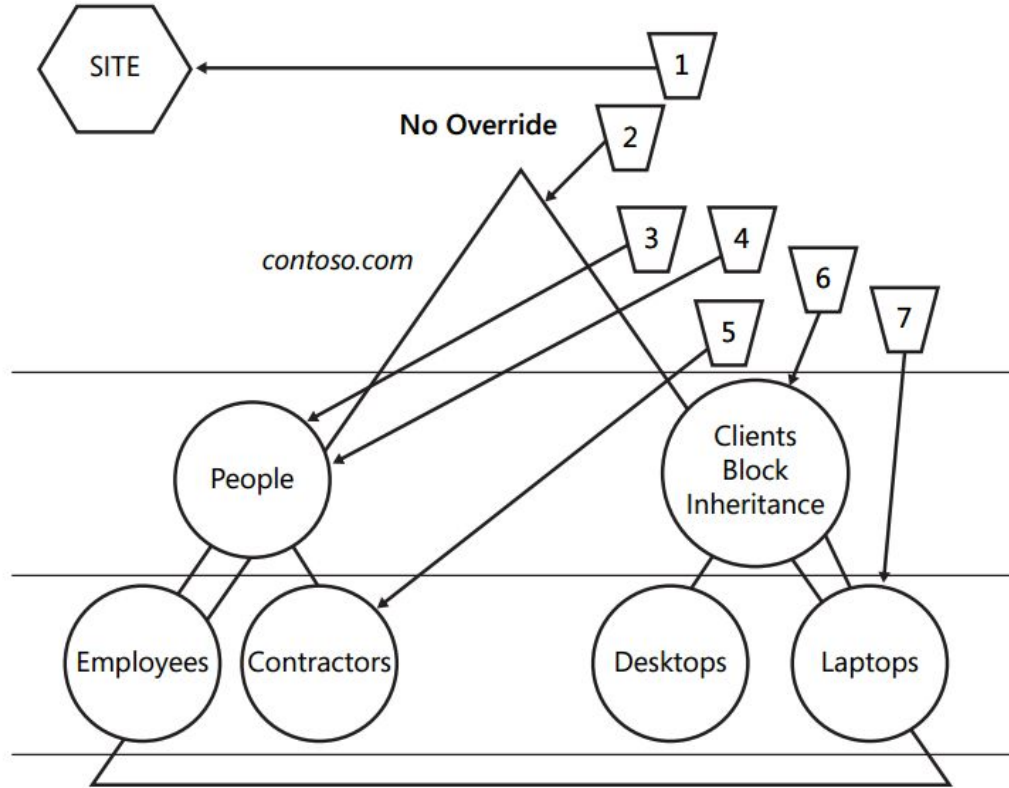 SITE
1
No Override
2
contoso.com
3
4
6
7
5
People
Clients
Block
Inheritance
Employees
Contractors
Desktops
Laptops